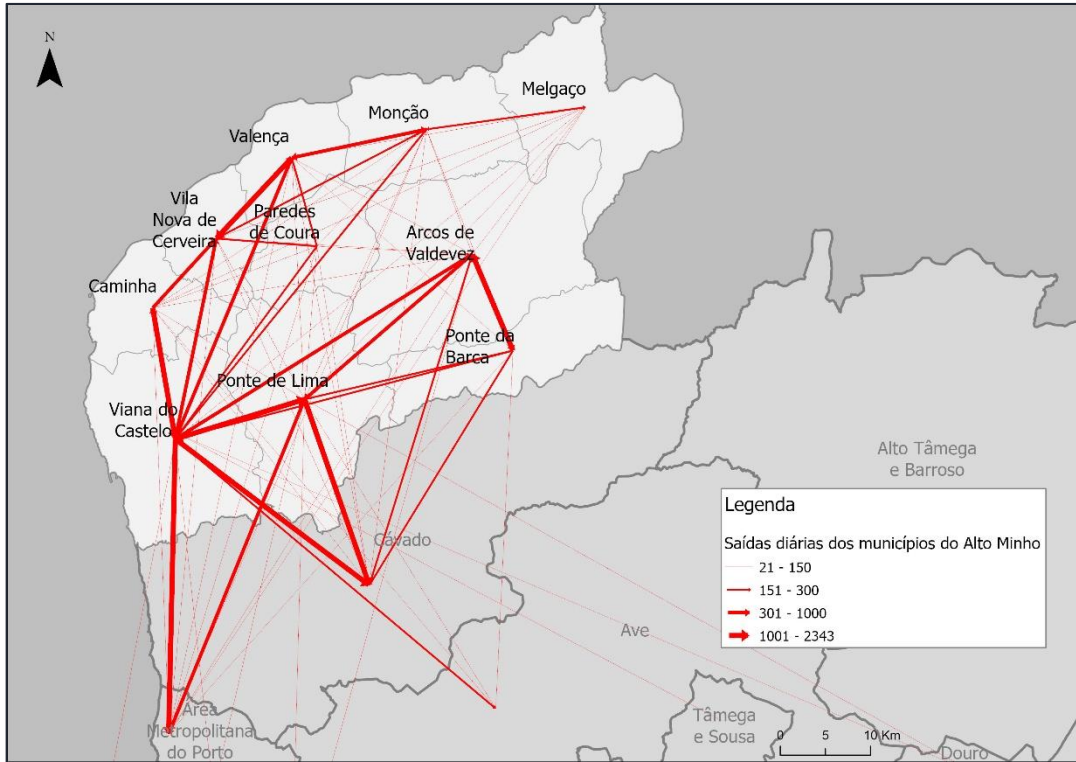 N
Melgaço
Monção
Valença
Vila
Nova de
Cerveira
Paredes
de Coura
Arcos de
Valdevez
Caminha
Ponte da
Barca
Ponte de Lima
Viana do
Castelo
Alto Tâmega
e Barroso
Legenda
Saídas diárias dos municípios do Alto Minho
21 - 150
151 - 300
301 - 1000
1001 - 2343
Cávado
Ave
Área
Metropolitana
do Porto
Tâmega
e Sousa
0 5 10 Km
Douro